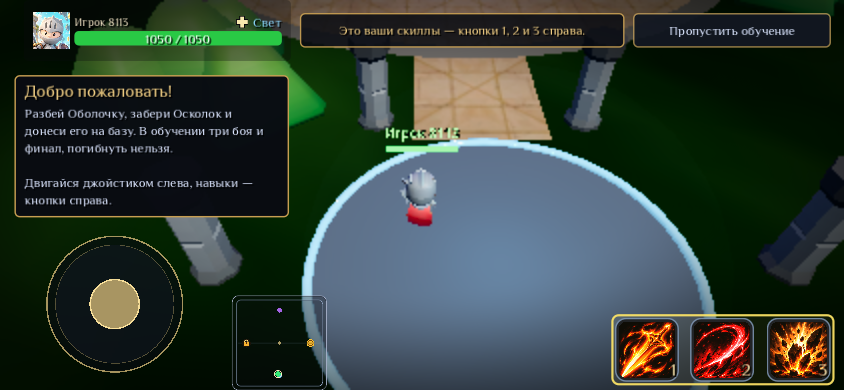 Игрок 8113
Свет
1050 / 1050
Это ваши скиллы — кнопки 1, 2 и 3 справа.
Пропустить обучение
Добро пожаловать!
Разбей Оболочку, забери Осколок и
донеси его на базу. В обучении три боя и
финал, погибнуть нельзя.
Двигайся джойстиком слева, навыки —
кнопки справа.
Игрок 8113
1
2
3